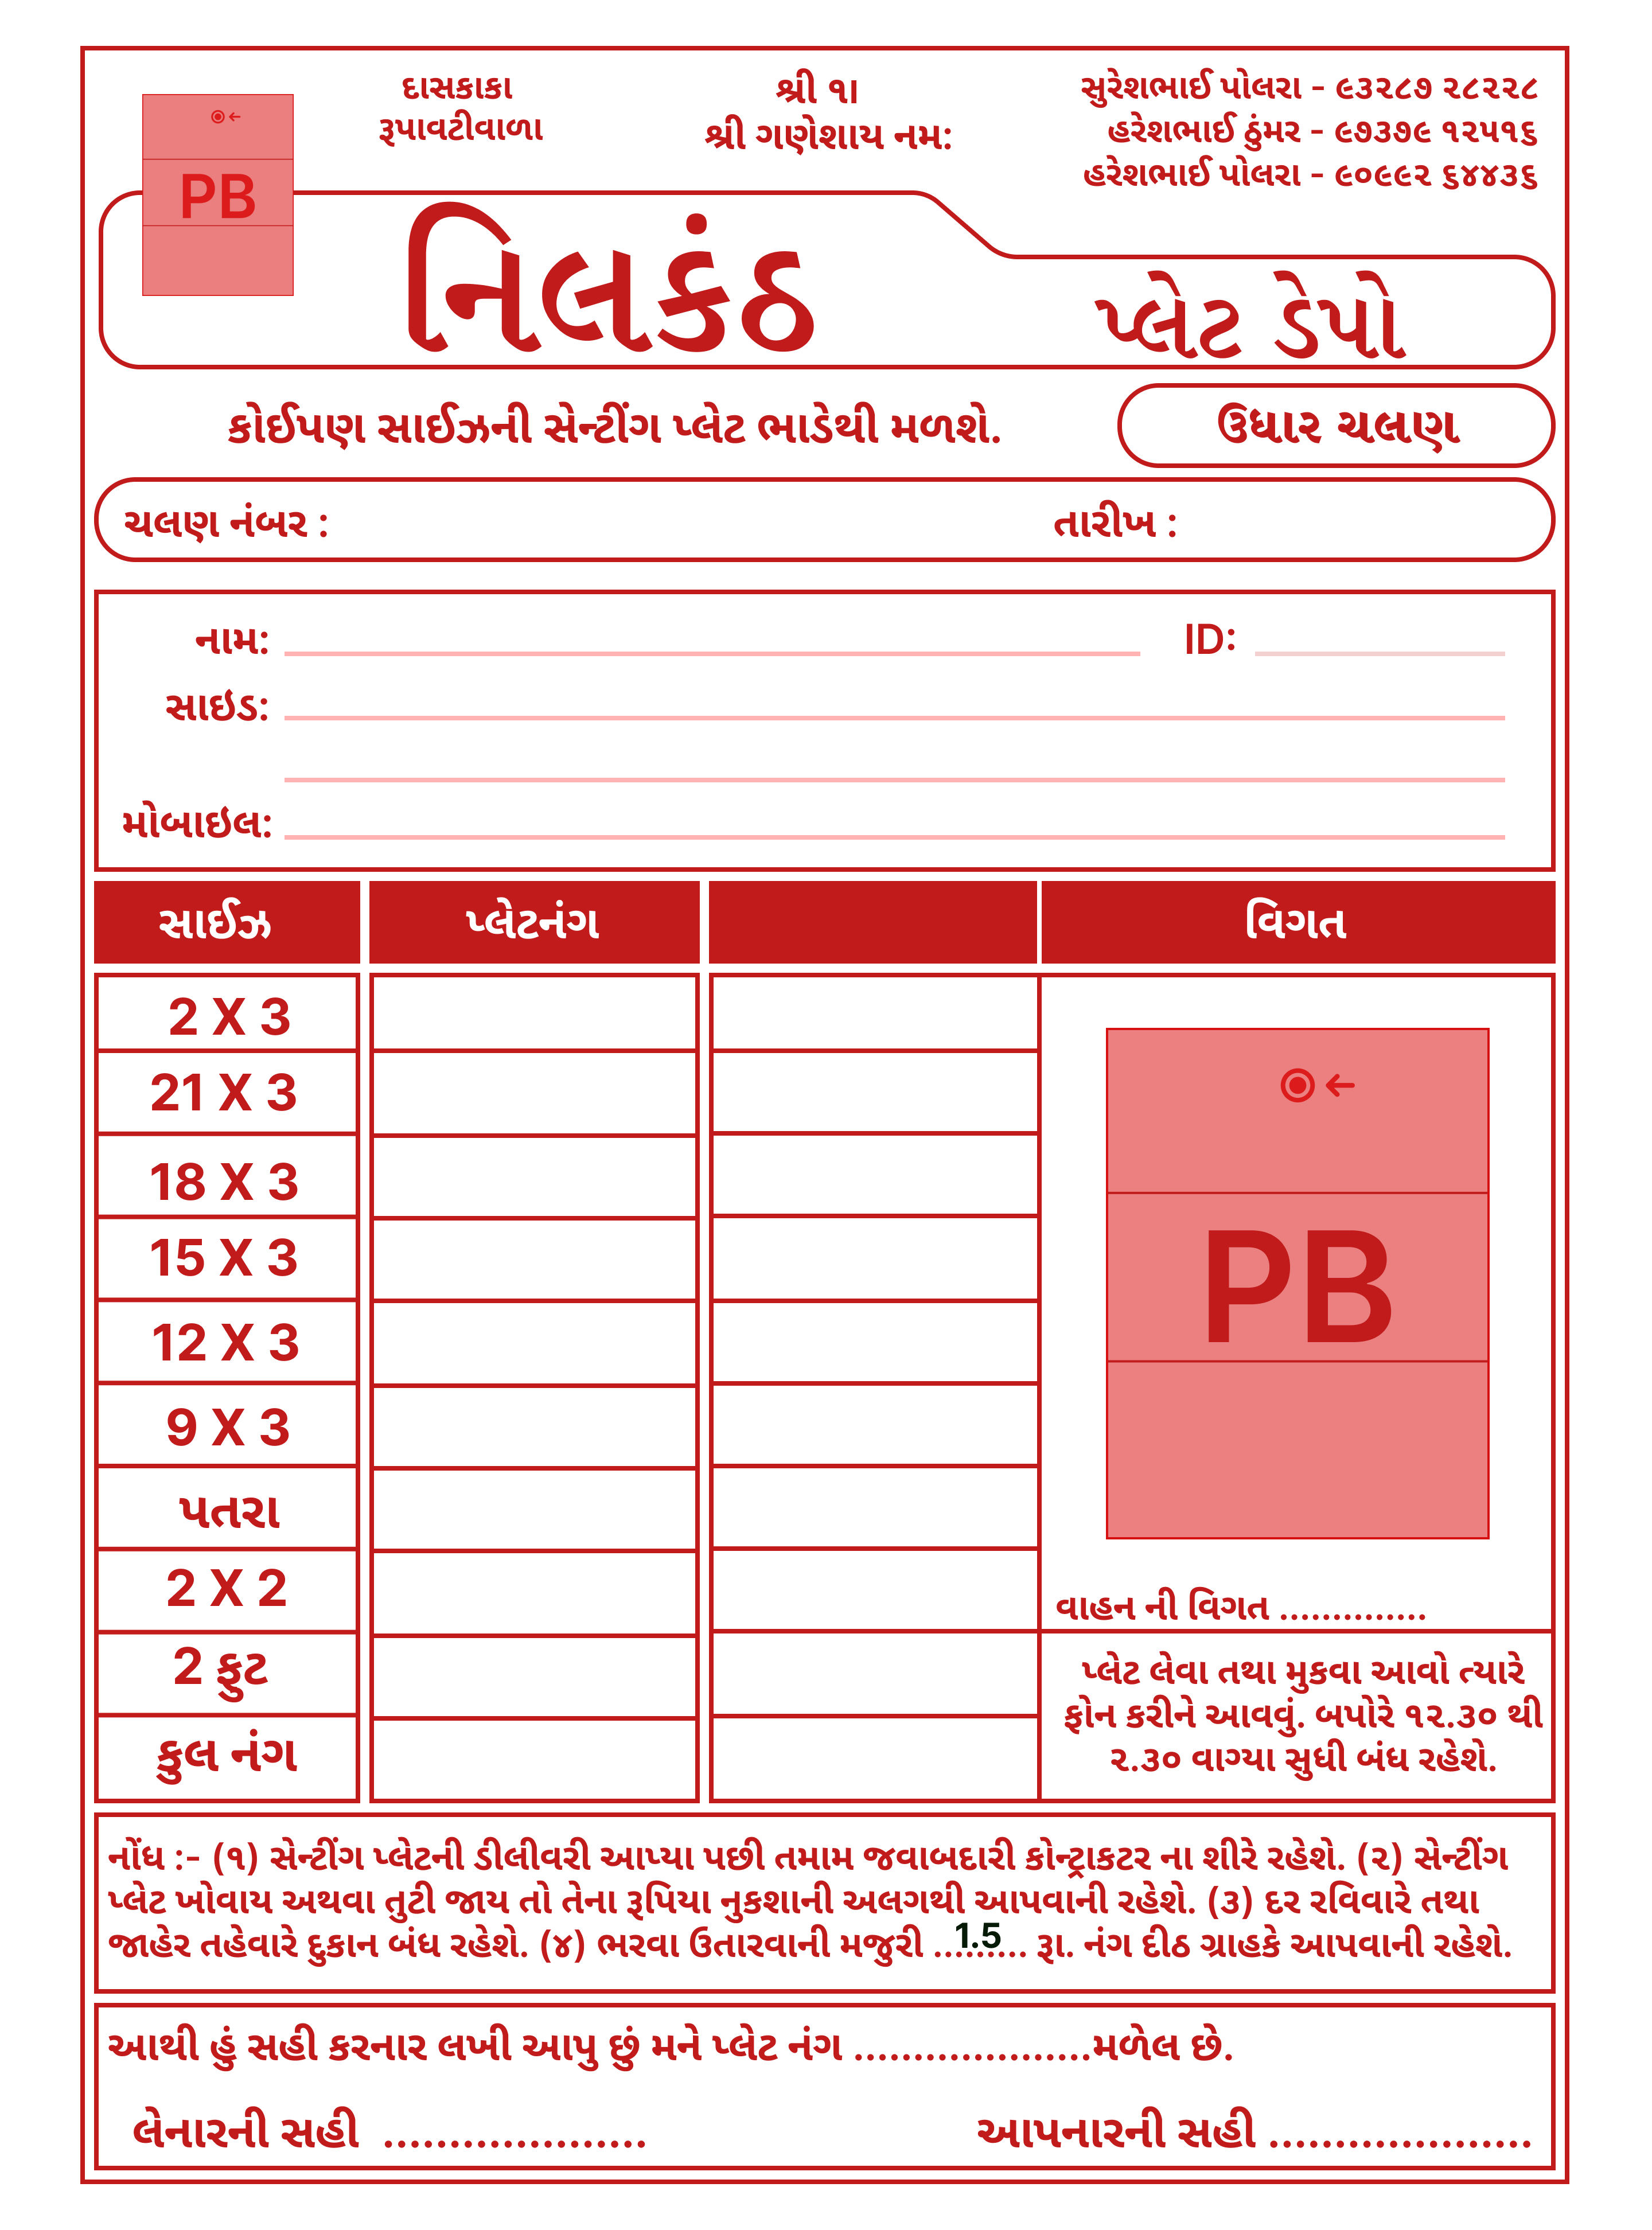 દાસકાકા
રૂપાવટીવાળા
શ્રી ૧ા
શ્રી ગણેશાય નમ:
સુરેશભાઈ પોલરા - ૯૩૨૮૭ ૨૮૨૨૮
હરેશભાઈ ઠુંમર - ૯૭૩૭૯ ૧૨૫૧૬
હરેશભાઈ પોલરા - ૯૦૯૯૨ ૬૪૪૩૬
PB
નિલકંઠ
પ્લેટ ડેપો
કોઈપણ સાઈઝની સેન્ટીંગ પ્લેટ ભાડેથી મળશે.
ઉધાર ચલણ
ચલણ નંબર :
તારીખ :
નામ:
ID:
સાઇડ:
મોબાઇલ:
સાઈઝ
પ્લેટનંગ
વિગત
2 X 3
21 X 3
18 X 3
15 X 3
12 X 3
9 X 3
પતરા
2 X 2
2 ફુટ
કુલ નંગ
PB
વાહન ની વિગત ..............
પ્લેટ લેવા તથા મુકવા આવો ત્યારે
ફોન કરીને આવવું. બપોરે ૧૨.૩૦ થી
૨.૩૦ વાગ્યા સુધી બંધ રહેશે.
નોંધ :- (૧) સેન્ટીંગ પ્લેટની ડીલીવરી આપ્યા પછી તમામ જવાબદારી કોન્ટ્રાકટર ના શીરે રહેશે. (૨) સેન્ટીંગ
પ્લેટ ખોવાય અથવા તુટી જાય તો તેના રૂપિયા નુકશાની અલગથી આપવાની રહેશે. (૩) દર રવિવારે તથા
જાહેર તહેવારે દુકાન બંધ રહેશે. (૪) ભરવા ઉતારવાની મજુરી ..1.5.. રૂા. નંગ દીઠ ગ્રાહકે આપવાની રહેશે.
આથી હું સહી કરનાર લખી આપુ છું મને પ્લેટ નંગ ....................મળેલ છે.
લેનારની સહી ....................
આપનારની સહી ....................